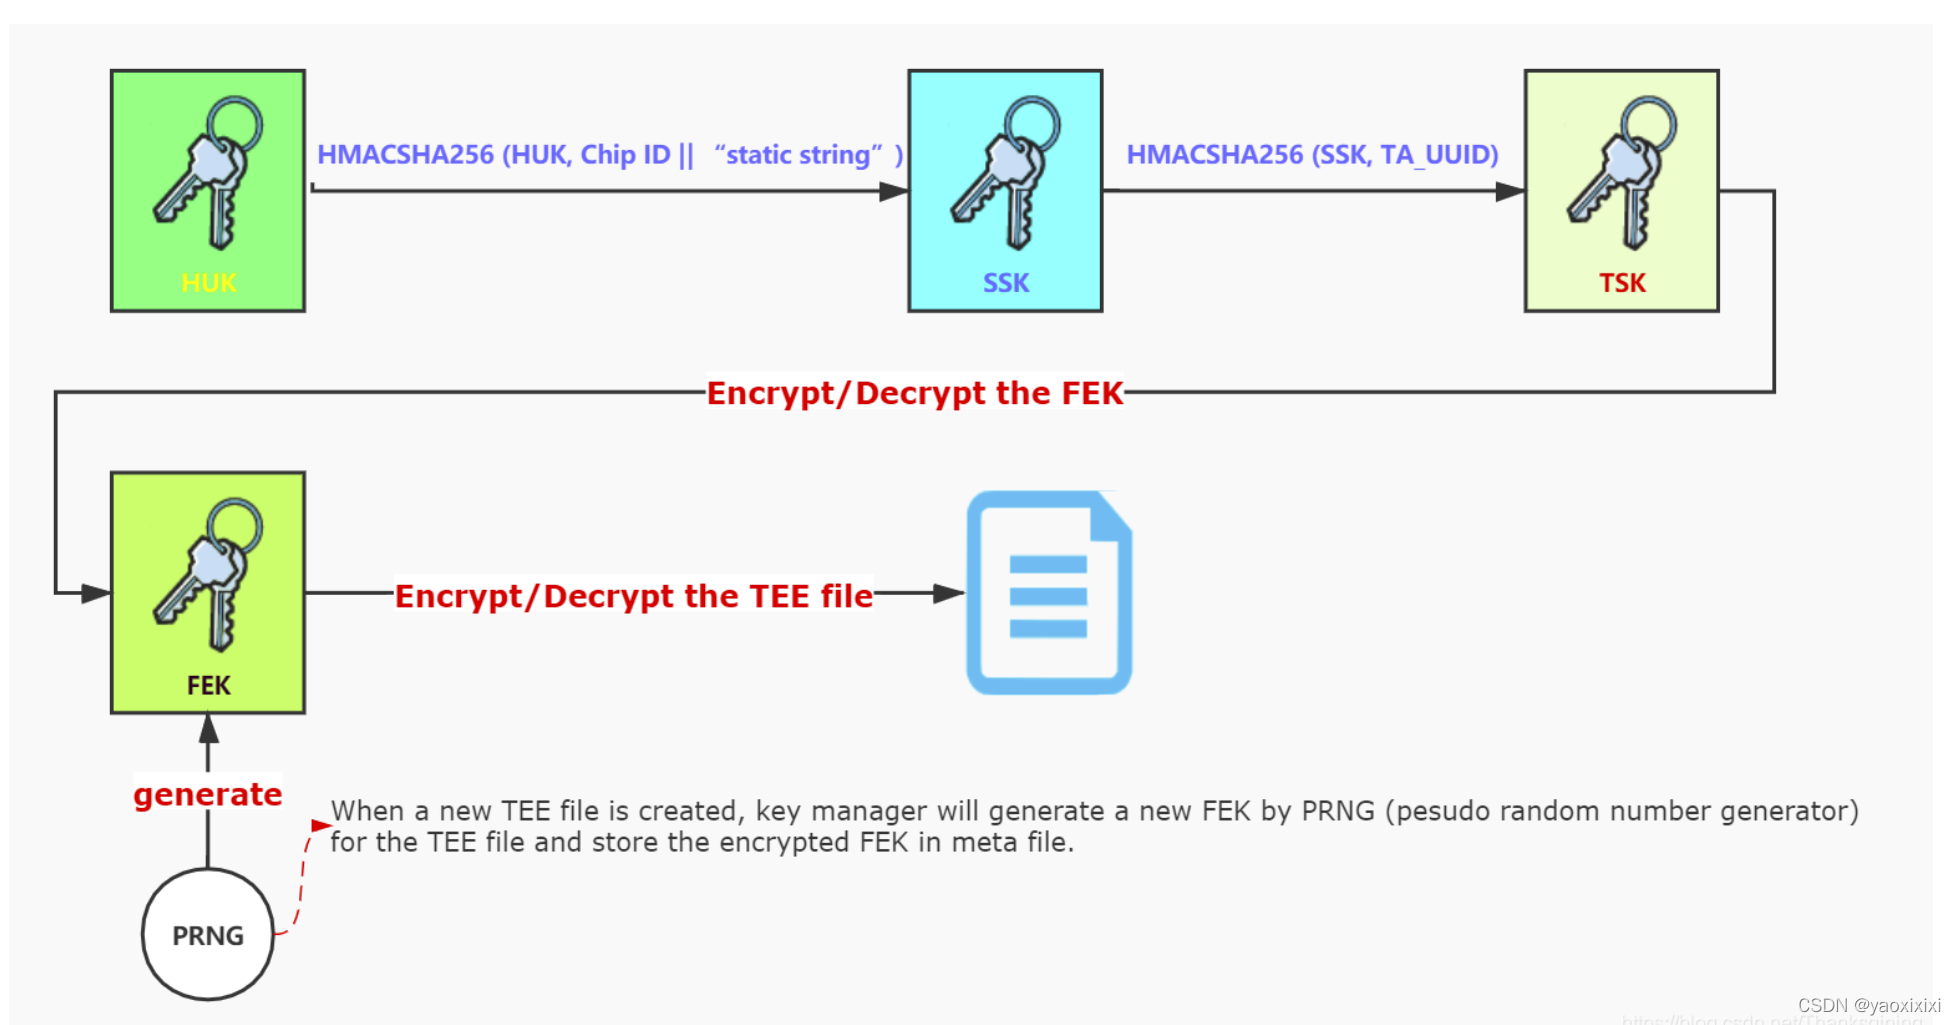 HMACSHA256 (HUK, Chip ID || “static string” )
HMACSHA256 (SSK, TA_UUID)
HUK
SSK
TSK
Encrypt/Decrypt the FEK
Encrypt/Decrypt the TEE file
FEK
generate
When a new TEE file is created, key manager will generate a new FEK by PRNG (pesudo random number generator)
for the TEE file and store the encrypted FEK in meta file.
PRNG
CSDN @yaoxixixi